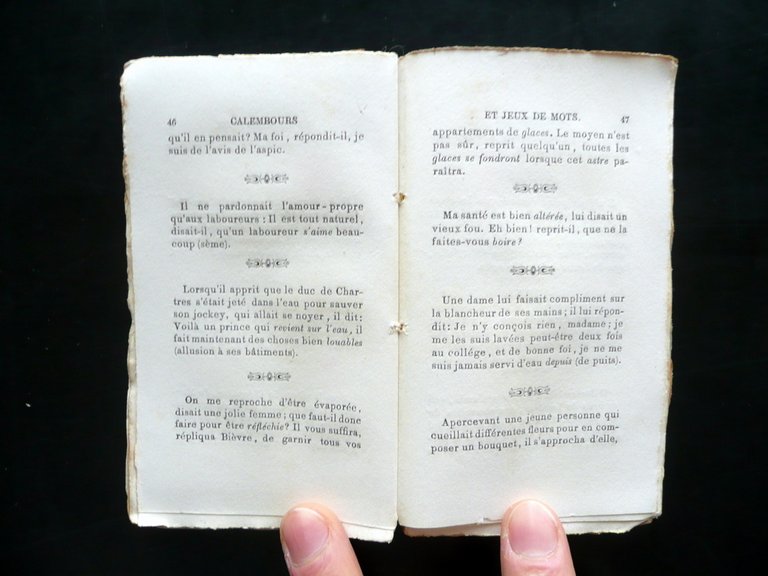 46 CALEMBOURS
qu'il en pensait? Ma foi, répondit-il, je
suis de l'avis de l'aspic.
Il ne pardonnait l'amour-propre
qu'aux laboureurs : Il est tout naturel,
disait-il, qu'un laboureur s'aime beau-
coup (sème).
Lorsqu'il apprit que le duc de Char-
tres s'était jeté dans l'eau pour sauver
son jockey, qui allait se noyer, il dit:
Voilà un prince qui revient sur l'eau, il
fait maintenant des choses bien louables
(allusion à ses bâtiments).
On me reproche d'être évaporée,
disait une jolie femme; que faut-il donc
faire pour être réfléchie? Il vous suffira,
répliqua Bièvre, de garnir tous vos
ET JEUX DE MOTS. 47
appartements de glaces. Le moyen n'est
pas sûr, reprit quelqu'un, toutes les
glaces se fondront lorsque cet astre pa-
raîtra.
Ma santé est bien altérée, lui disait un
vieux fou. Eh bien! reprit-il, que ne la
faites-vous boire?
Une dame lui faisait compliment sur
la blancheur de ses mains; il lui répon-
dit: Je n'y conçois rien, madame; je
me les suis lavées peut-être deux fois
au collége, et de bonne foi, je ne me
suis jamais servi d'eau depuis (de puits).
Apercevant une jeune personne qui
cueillait différentes fleurs pour en com-
poser un bouquet, il s'approcha d'elle,